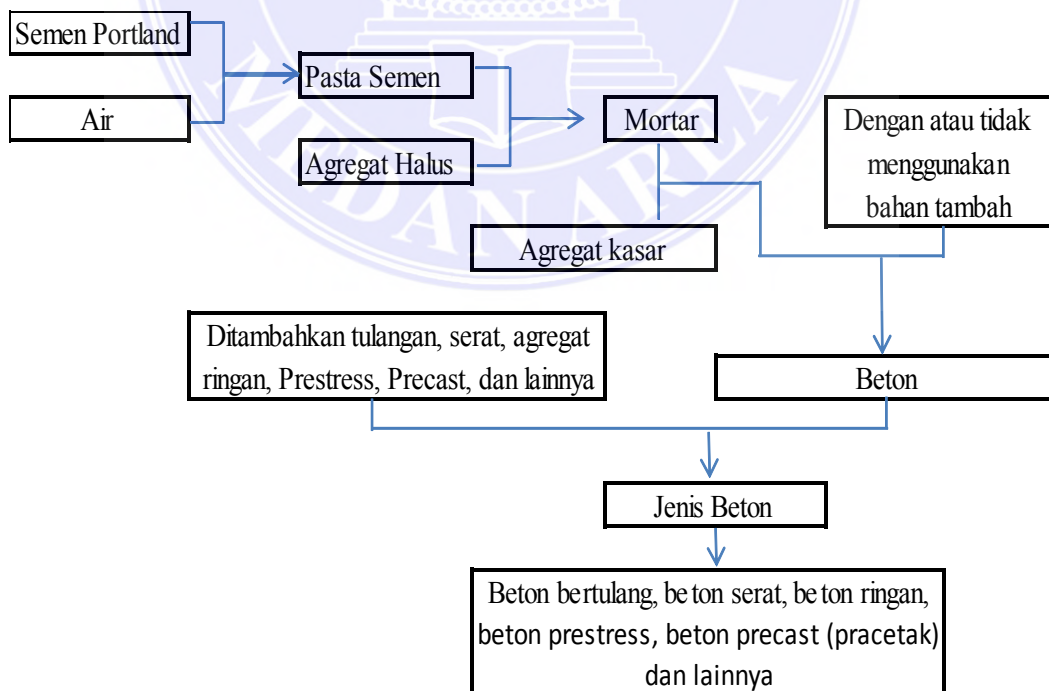 Semen Portland
Air
Pasta Semen
Agregat Halus
Mortar
Dengan atau tidak
menggunakan
bahan tambah
Agregat kasar
Ditambahkan tulangan, serat, agregat
ringan, Prestress, Precast, dan lainnya
Beton
Jenis Beton
Beton bertulang, beton serat, beton ringan,
beton prestress, beton precast (pracetak)
dan lainnya
MEDAN AREA